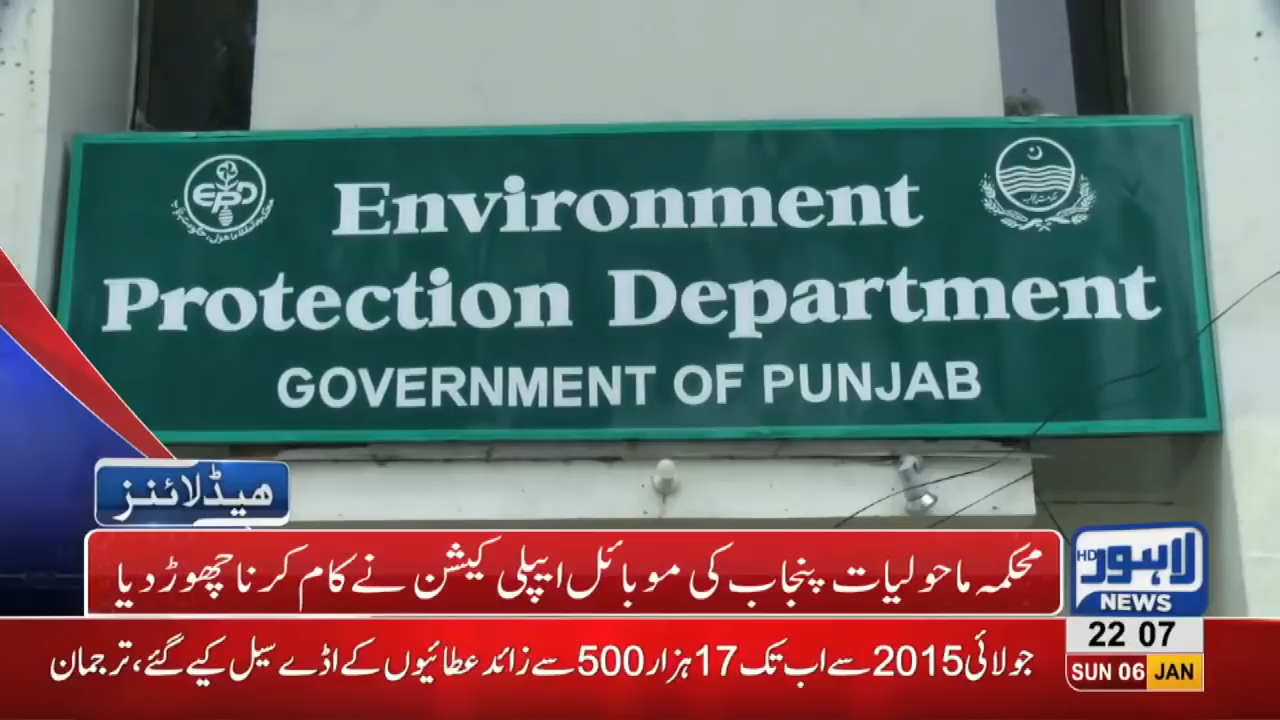 EPD
Environment
Protection Department
GOVERNMENT OF PUNJAB
ہیڈلائنز
محکمہ ماحولیات پنجاب کی موبائل ایپلی کیشن نے کام کرنا چھوڑ دیا
HD لاہور
NEWS
22 07
SUN 06 JAN
جولائی 2015 سے اب تک 17 ہزار 500 سے زائد عطائیوں کے اڈے سیل کیے گئے، ترجمان